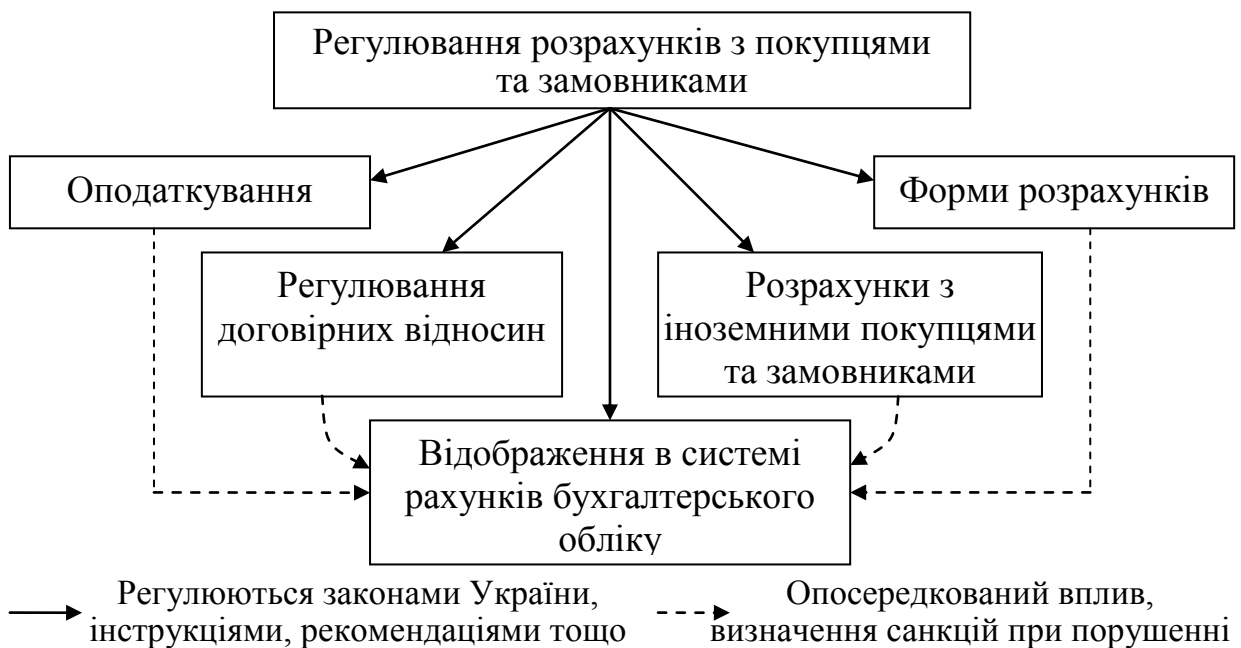 Регулювання розрахунків з покупцями
та замовниками
Оподаткування
Форми розрахунків
Регулювання
договірних відносин
Розрахунки з
іноземними покупцями
та замовниками
Відображення в системі
рахунків бухгалтерського
обліку
Регулюються законами України,
інструкціями, рекомендаціями тощо
Опосередкований вплив,
визначення санкцій при порушенні